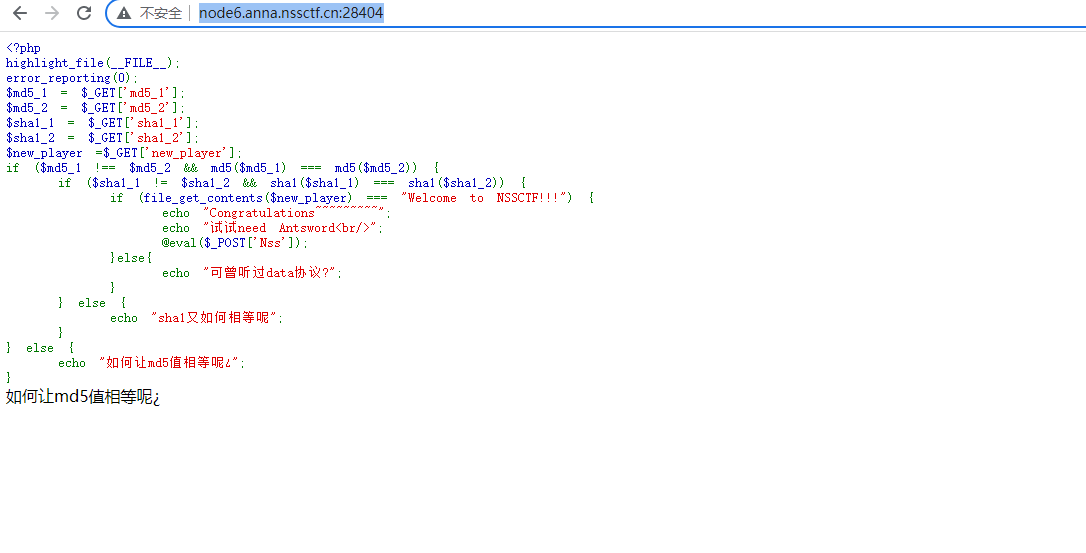 不安全 node6.anna.nssctf.cn:28404
<?php
highlight_file(__FILE__);
error_reporting(0);
$md5_1 = $_GET['md5_1'];
$md5_2 = $_GET['md5_2'];
$sha1_1 = $_GET['sha1_1'];
$sha1_2 = $_GET['sha1_2'];
$new_player =$_GET['new_player'];
if ($md5_1 !== $md5_2 && md5($md5_1) === md5($md5_2)) {
if ($sha1_1 != $sha1_2 && sha1($sha1_1) === sha1($sha1_2)) {
if (file_get_contents($new_player) === "Welcome to NSSCTF!!!") {
echo "Congratulations~~~~~~~~~";
echo "试试need Antsword<br/>";
@eval($_POST['Nss']);
}else{
echo "可曾听过data协议?";
}
} else {
echo "sha1又如何相等呢";
}
} else {
echo "如何让md5值相等呢¿";
}
如何让md5值相等呢¿